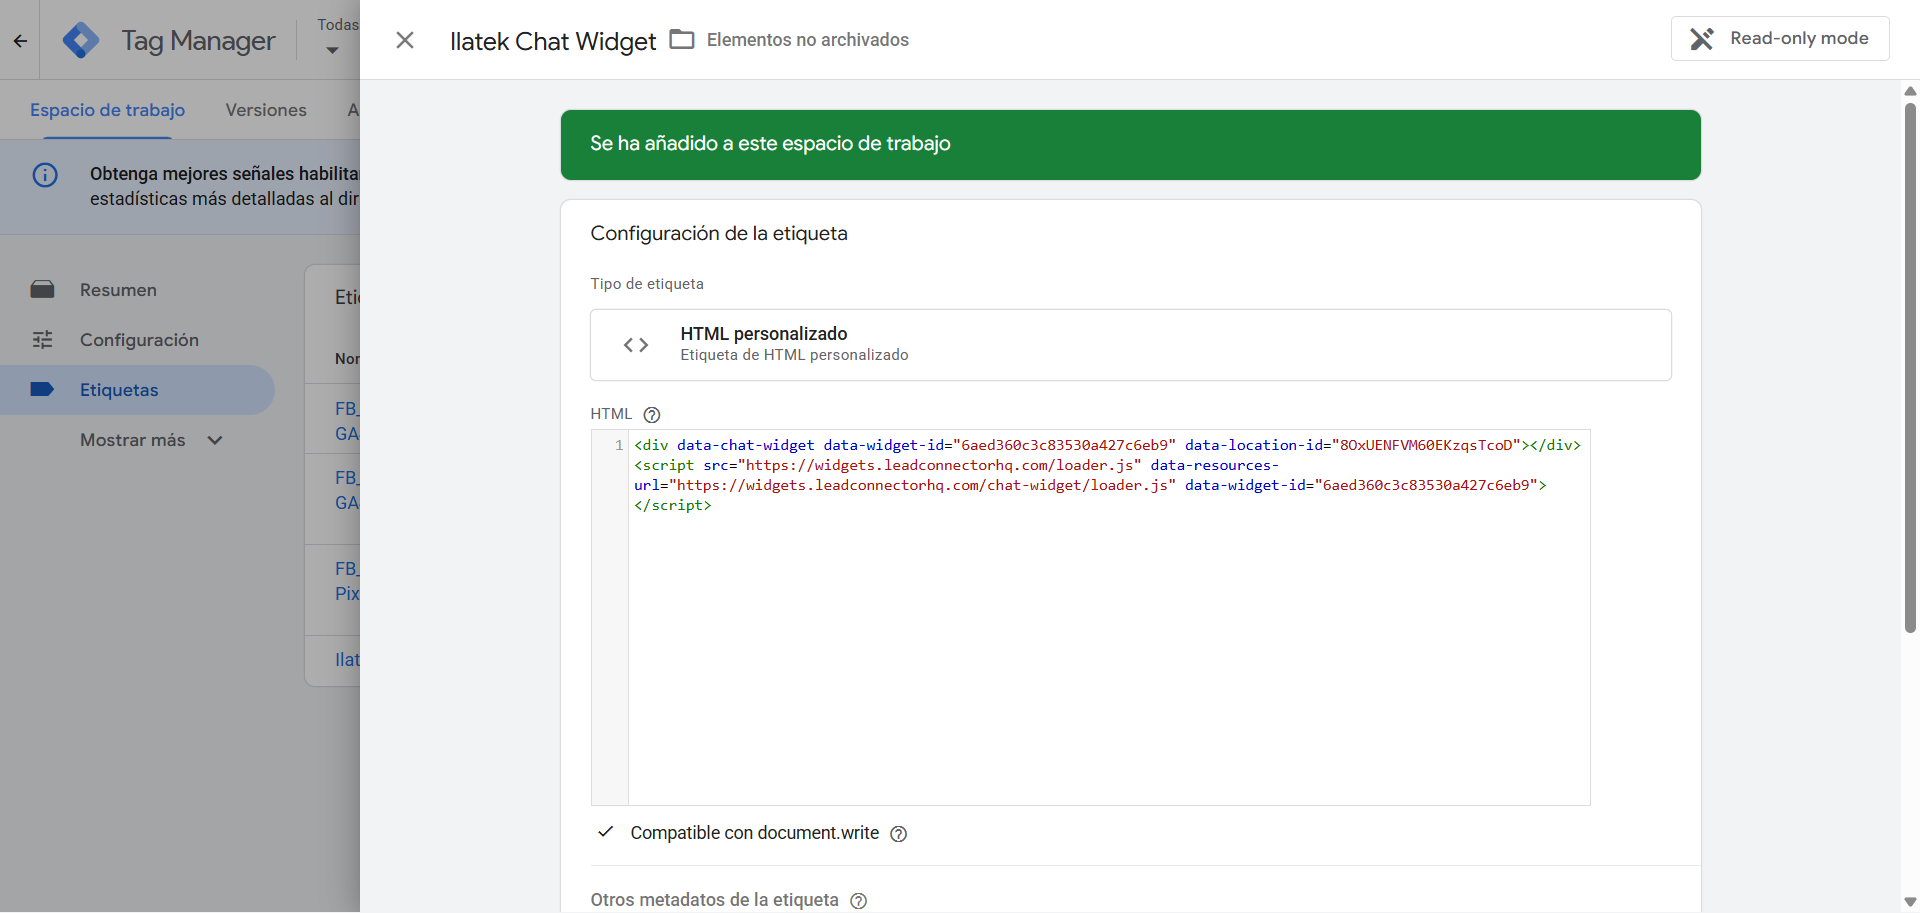 Tag Manager
Todas
Ilatek Chat Widget
Elementos no archivados
Read-only mode
Espacio de trabajo
Versiones
A
Obtenga mejores señales habilita
estadísticas más detalladas al dir
Resumen
Configuración
Etiquetas
Mostrar más
Etiq
Nor
FB_
GA
FB_
GA
FB_
Pix
Ilat
Se ha añadido a este espacio de trabajo
Configuración de la etiqueta
Tipo de etiqueta
HTML personalizado
Etiqueta de HTML personalizado
HTML
1
<div data-chat-widget data-widget-id="6aed360c3c83530a427c6eb9" data-location-id="8OxUENFVM60EKzqsTcoD"></div>
<script src="https://widgets.leadconnectorhq.com/loader.js" data-resources-
url="https://widgets.leadconnectorhq.com/chat-widget/loader.js" data-widget-id="6aed360c3c83530a427c6eb9">
</script>
Compatible con document.write
Otros metadatos de la etiqueta